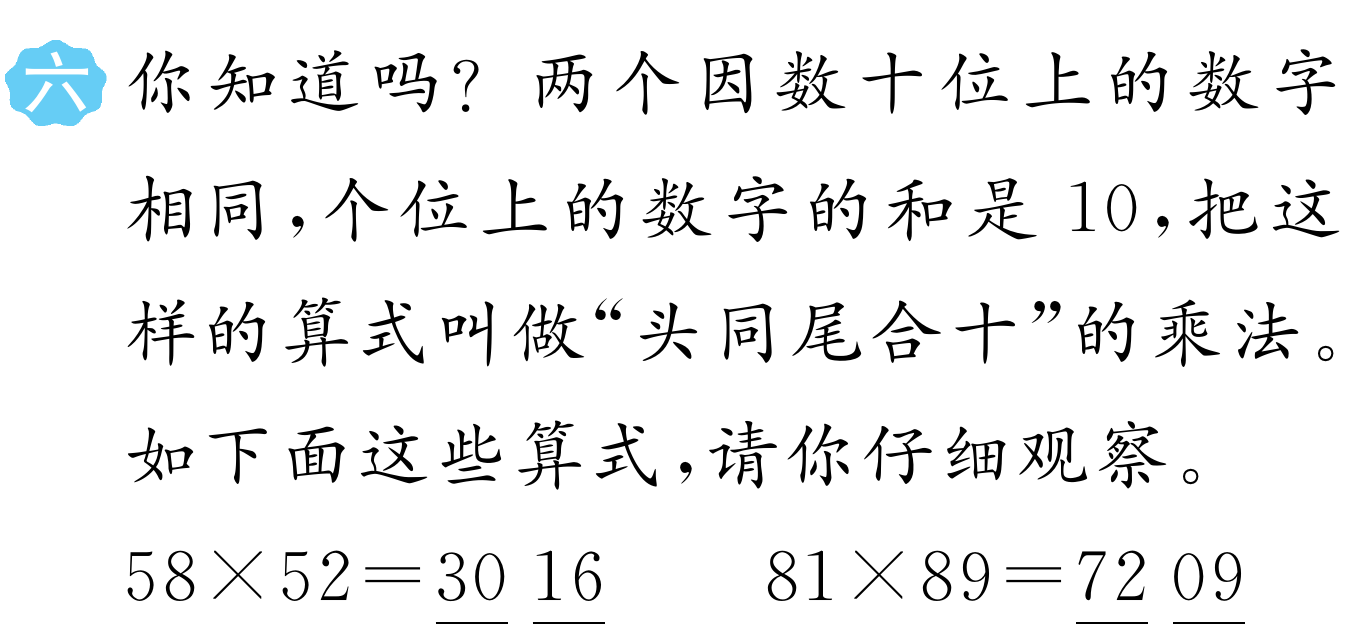 六 你知道吗？两个因数十位上的数字
相同，个位上的数字的和是 10，把这
样的算式叫做“头同尾合十”的乘法。
如下面这些算式，请你仔细观察。
58×52=30 16 81×89=72 09